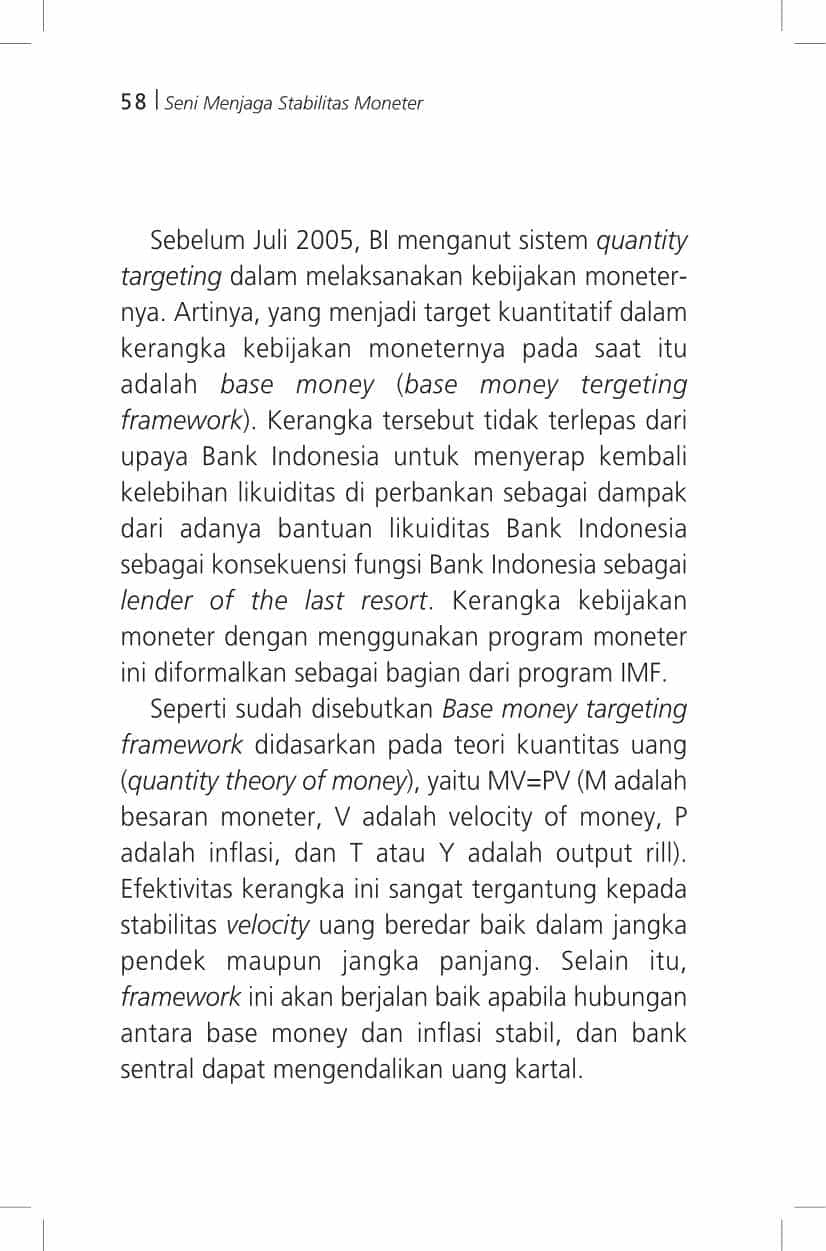 58 | Seni Menjaga Stabilitas Moneter
Sebelum Juli 2005, BI menganut sistem quantity
targeting dalam melaksanakan kebijakan moneter-
nya. Artinya, yang menjadi target kuantitatif dalam
kerangka kebijakan moneternya pada saat itu
adalah base money (base money tergeting
framework). Kerangka tersebut tidak terlepas dari
upaya Bank Indonesia untuk menyerap kembali
kelebihan likuiditas di perbankan sebagai dampak
dari adanya bantuan likuiditas Bank Indonesia
sebagai konsekuensi fungsi Bank Indonesia sebagai
lender of the last resort. Kerangka kebijakan
moneter dengan menggunakan program moneter
ini diformalkan sebagai bagian dari program IMF.
Seperti sudah disebutkan Base money targeting
framework didasarkan pada teori kuantitas uang
(quantity theory of money), yaitu MV=PV (M adalah
besaran moneter, V adalah velocity of money, P
adalah inflasi, dan T atau Y adalah output rill).
Efektivitas kerangka ini sangat tergantung kepada
stabilitas velocity uang beredar baik dalam jangka
pendek maupun jangka panjang. Selain itu,
framework ini akan berjalan baik apabila hubungan
antara base money dan inflasi stabil, dan bank
sentral dapat mengendalikan uang kartal.